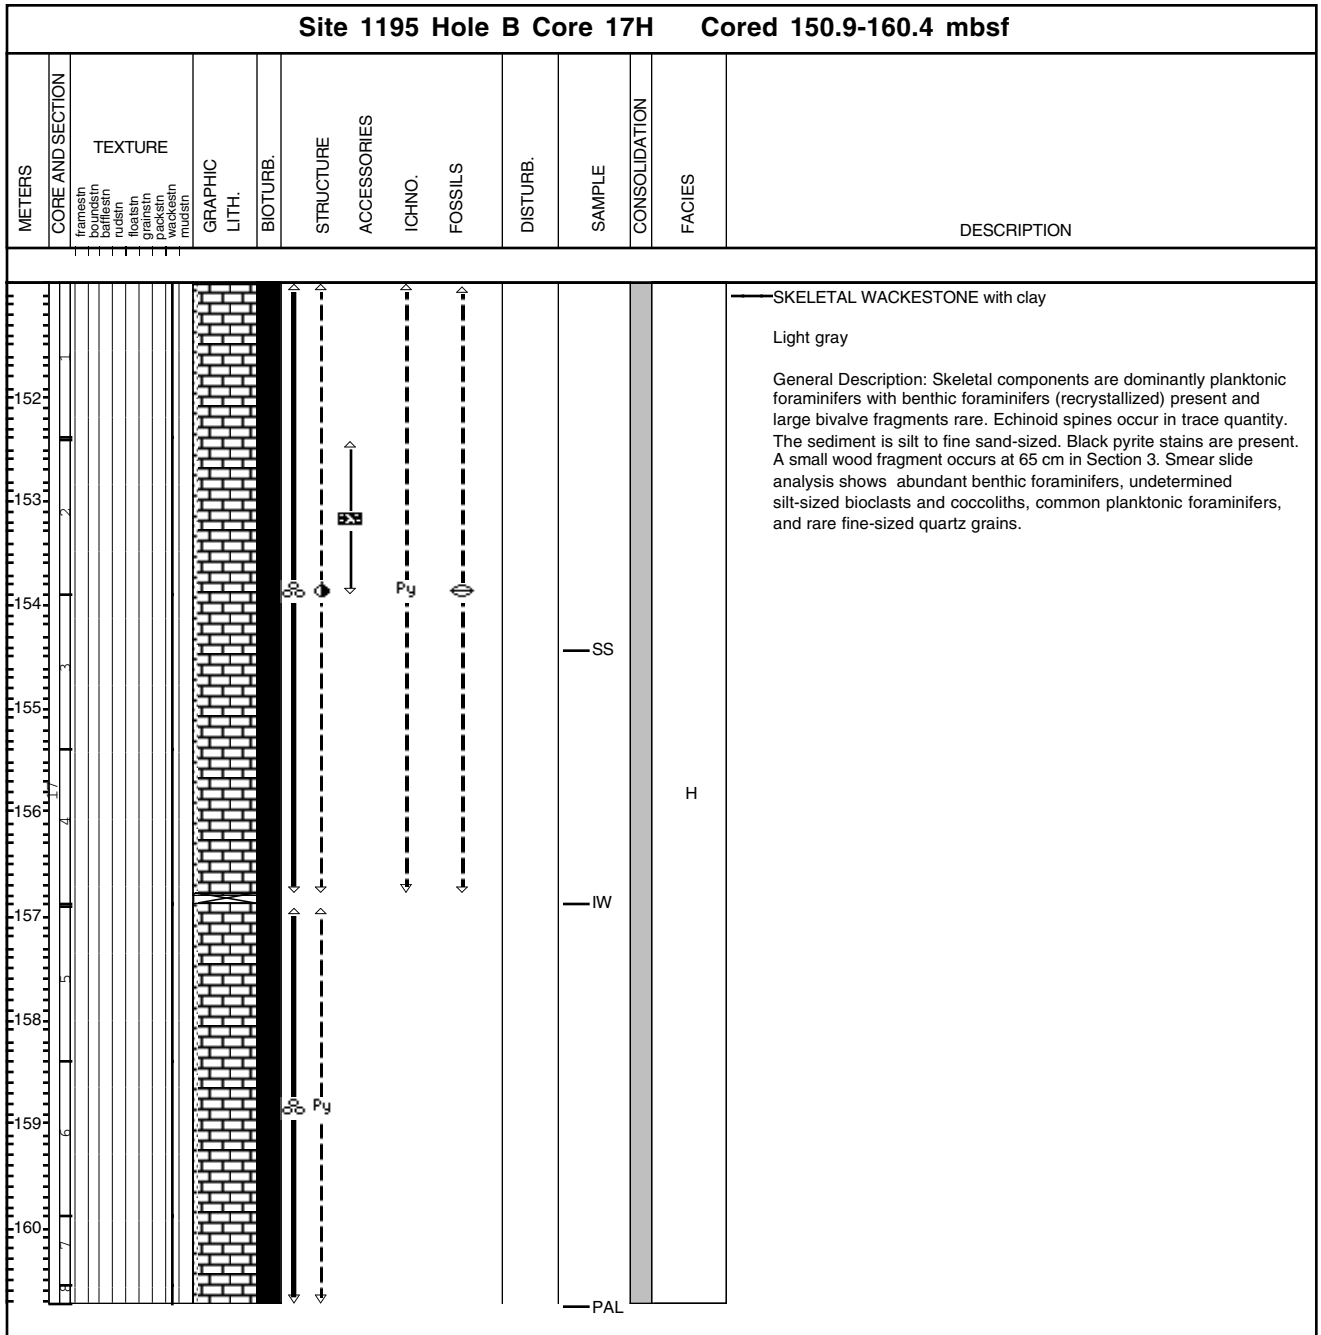 Site 1195 Hole B Core 17H Cored 150.9-160.4 mbsf
METERS
CORE AND SECTION
TEXTURE
framestn
boundstn
bafflestn
rudstn
floatstn
grainstn
packstn
wackestn
mudstn
GRAPHIC
LITH.
BIOTURB.
STRUCTURE
ACCESSORIES
ICHNO.
FOSSILS
DISTURB.
SAMPLE
CONSOLIDATION
FACIES
DESCRIPTION
SKELETAL WACKESTONE with clay
Light gray
General Description: Skeletal components are dominantly planktonic
foraminifers with benthic foraminifers (recrystallized) present and
large bivalve fragments rare. Echinoid spines occur in trace quantity.
The sediment is silt to fine sand-sized. Black pyrite stains are present.
A small wood fragment occurs at 65 cm in Section 3. Smear slide
analysis shows abundant benthic foraminifers, undetermined
silt-sized bioclasts and coccoliths, common planktonic foraminifers,
and rare fine-sized quartz grains.
1
152
153
2
154
Py
SS
3
155
17
H
156
4
157
IW
5
158
159
Py
6
160
7
8
PAL